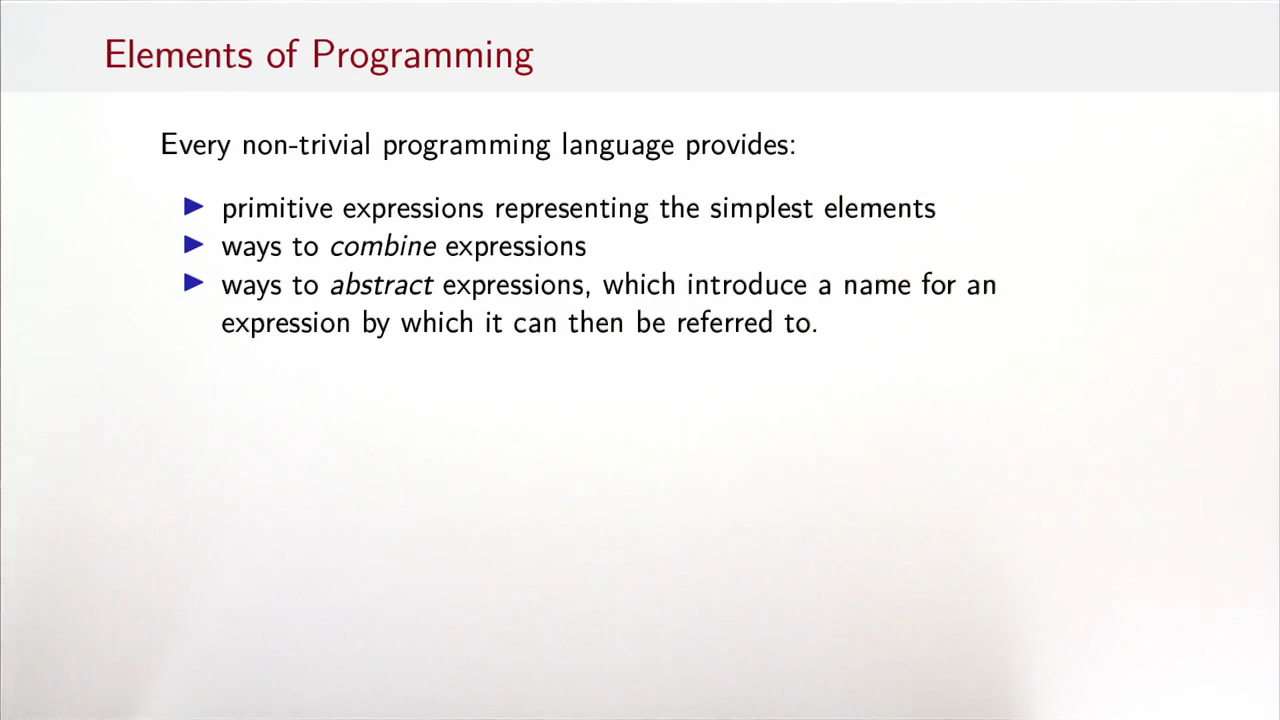 Elements of Programming
Every non-trivial programming language provides:
▶ primitive expressions representing the simplest elements
▶ ways to combine expressions
▶ ways to abstract expressions, which introduce a name for an
expression by which it can then be referred to.